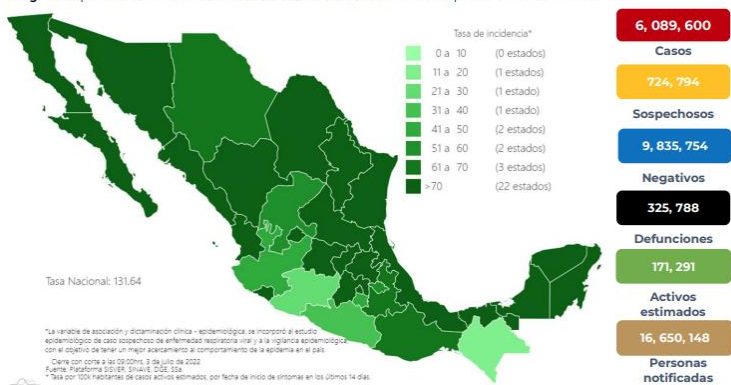 Tasa de incidencia*
0 a 10 (0 estados)
11 a 20 (1 estados)
21 a 30 (1 estado)
31 a 40 (1 estado)
41 a 50 (2 estados)
51 a 60 (2 estados)
61 a 70 (3 estados)
>70 (22 estados)
Tasa Nacional: 131.64
*La variable de asociación y dictaminación clínica - epidemiológica, se incorporó al estudio
epidemiológico de caso sospechoso de enfermedad respiratoria viral y a la vigilancia epidemiológica,
con el objetivo de tener un mejor acercamiento al comportamiento de la epidemia en el país.
Cierre con corte a las 09:00hrs, 3 de julio de 2022
Fuente: Plataforma SISVER, SINAVE, DGE, SSa.
* Tasa por 100k habitantes de casos activos estimados, por fecha de inicio de síntomas en los últimos 14 días.
6, 089, 600
Casos
724, 794
Sospechosos
9, 835, 754
Negativos
325, 788
Defunciones
171, 291
Activos
estimados
16, 650, 148
Personas
notificadas